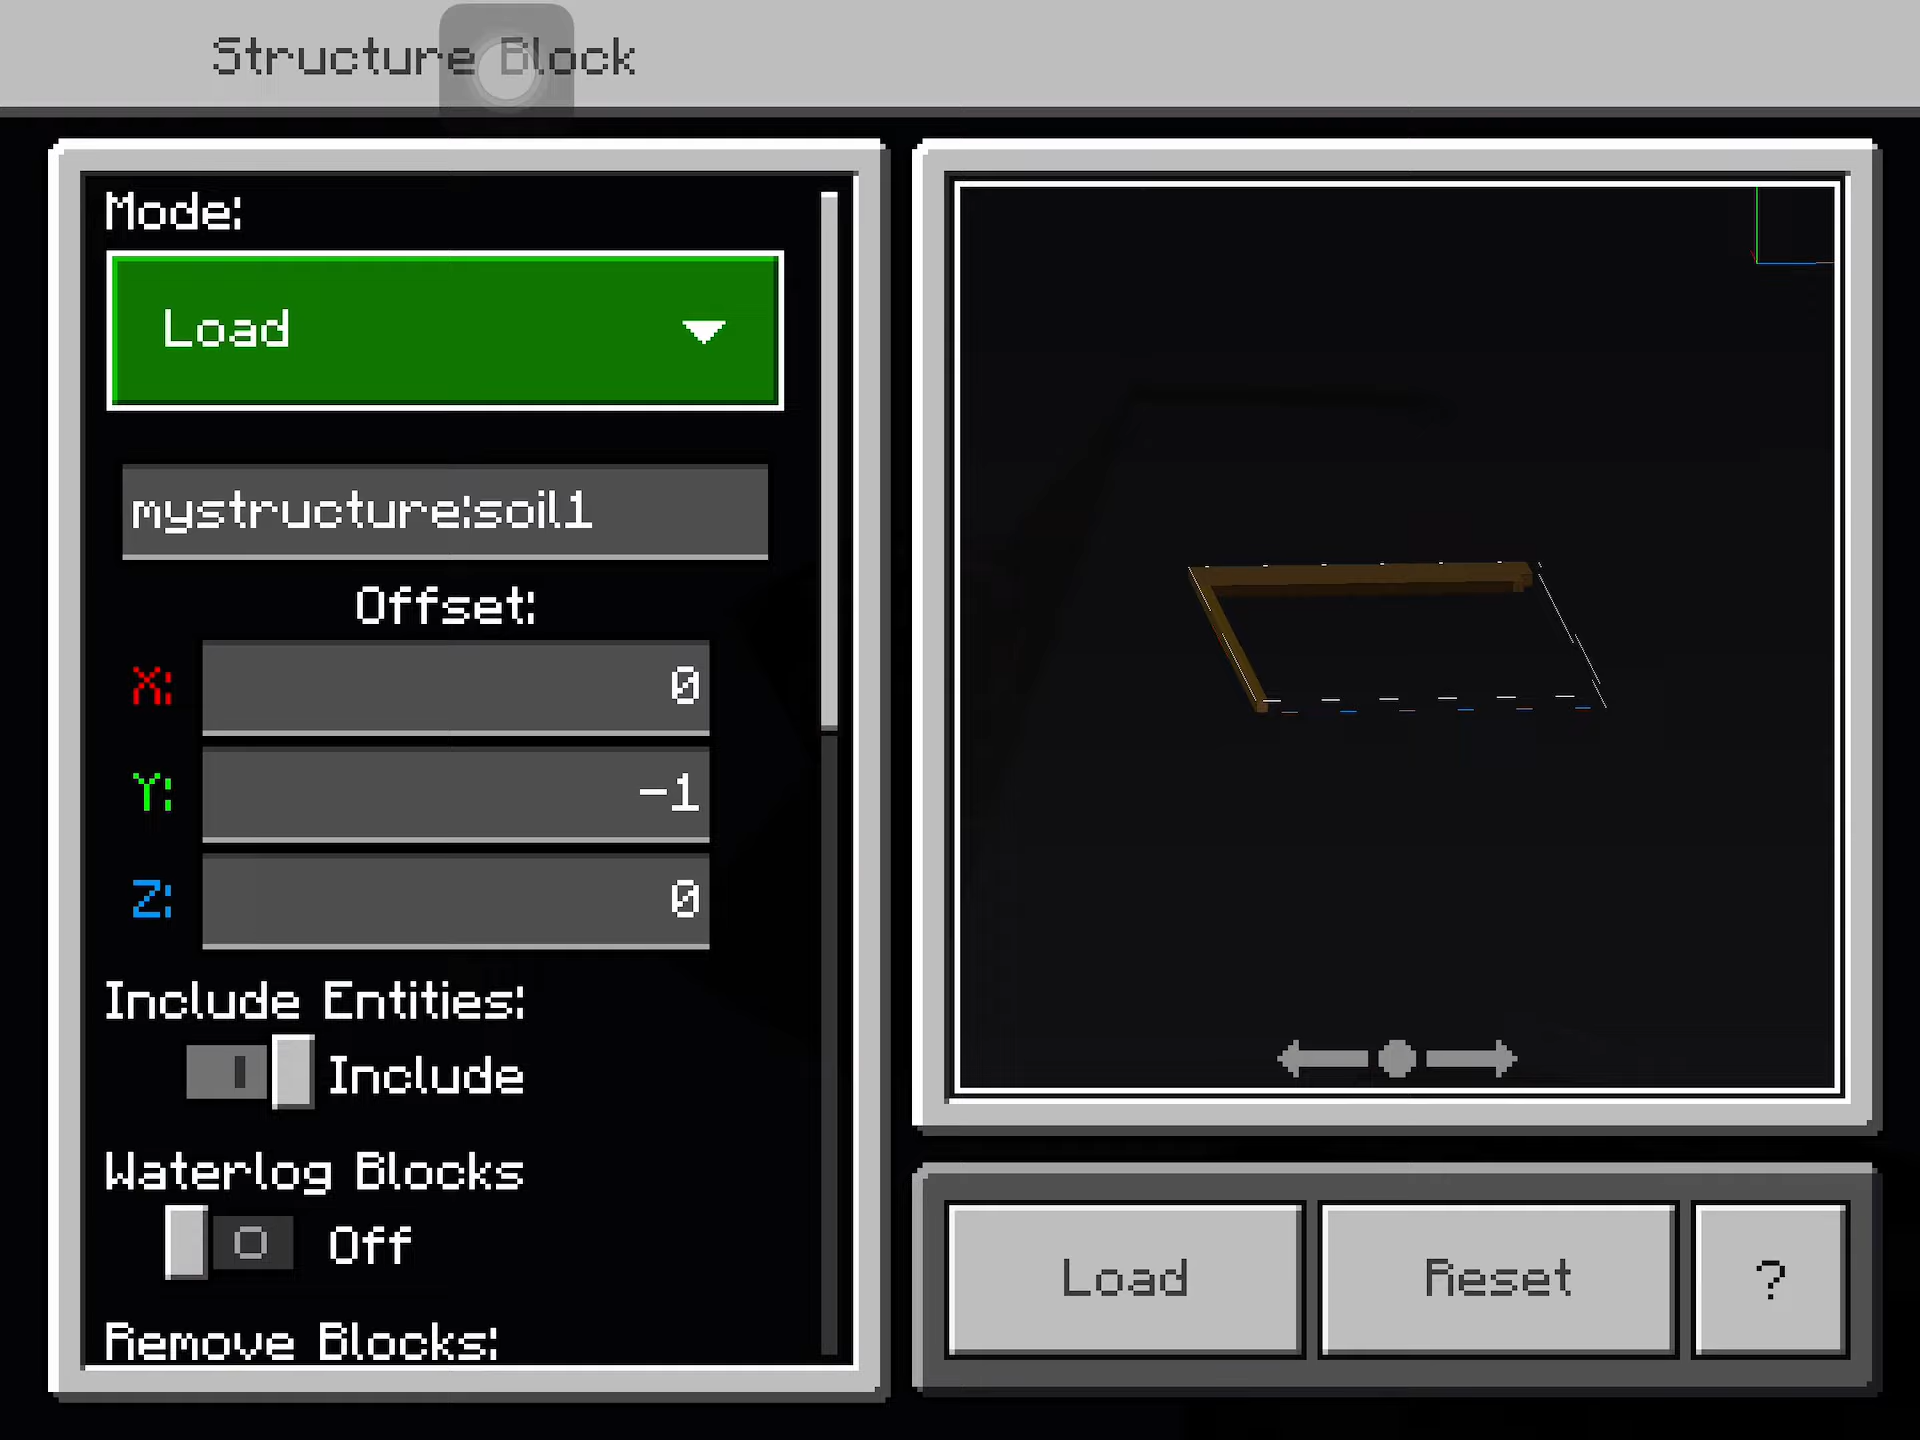 Structure Block
Mode:
Load
mystructure:soil1
Offset:
X: 0
Y: -1
Z: 0
Include Entities:
Include
Waterlog Blocks
Off
Remove Blocks:
Load
Reset
?